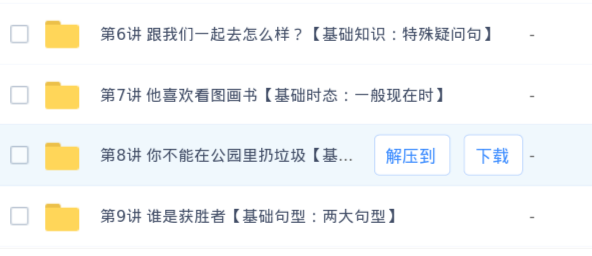 第6讲 跟我们一起去怎么样？【基础知识：特殊疑问句】 -
第7讲 他喜欢看图画书【基础时态：一般现在时】 -
第8讲 你不能在公园里扔垃圾【基... 解压到 下载 -
第9讲 谁是获胜者【基础句型：两大句型】 -